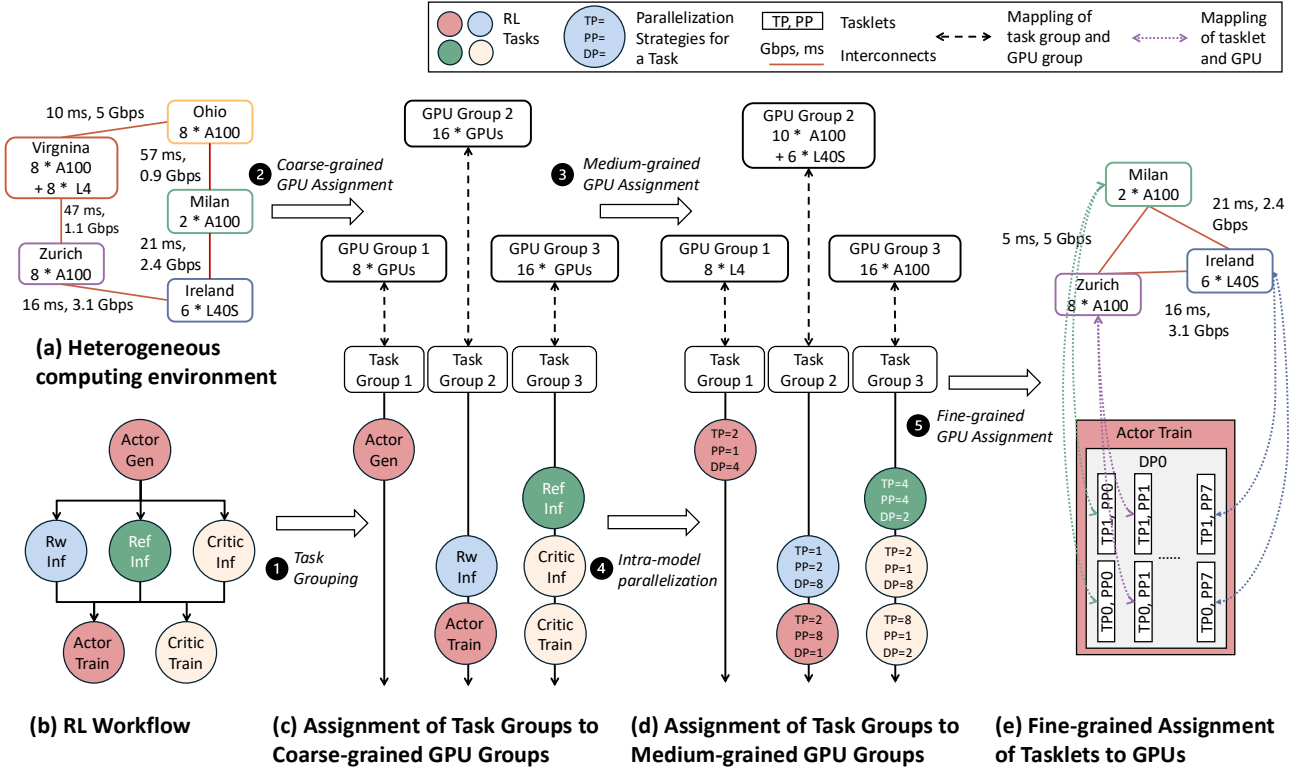 RL
Tasks
TP=
PP=
DP=
Parallelization
Strategies for
a Task
TP, PP
Tasklets
Gbps, ms
Interconnects
Mappling of
task group and
GPU group
Mappling
of tasklet
and GPU
10 ms, 5 Gbps
Ohio
8 * A100
Virgnina
8 * A100
+ 8 * L4
57 ms,
0.9 Gbps
Milan
2 * A100
47 ms,
1.1 Gbps
21 ms,
2.4 Gbps
Zurich
8 * A100
Ireland
6 * L40S
16 ms, 3.1 Gbps
(a) Heterogeneous
computing environment
Actor
Gen
Rw
Inf
Ref
Inf
Critic
Inf
Actor
Train
Critic
Train
(b) RL Workflow
2 Coarse-grained
GPU Assignment
1 Task
Grouping
GPU Group 2
16 * GPUs
GPU Group 1
8 * GPUs
GPU Group 3
16 * GPUs
Task
Group 1
Task
Group 2
Task
Group 3
Actor
Gen
Ref
Inf
Rw
Inf
Critic
Inf
Actor
Train
Critic
Train
(c) Assignment of Task Groups to
Coarse-grained GPU Groups
3 Medium-grained
GPU Assignment
4 Intra-model
parallelization
GPU Group 2
10 * A100
+ 6 * L40S
GPU Group 1
8 * L4
GPU Group 3
16 * A100
Task
Group 1
Task
Group 2
Task
Group 3
TP=2
PP=1
DP=4
TP=4
PP=4
DP=2
TP=1
PP=2
DP=8
TP=2
PP=1
DP=8
TP=2
PP=8
DP=1
TP=8
PP=1
DP=2
(d) Assignment of Task Groups to
Medium-grained GPU Groups
5 Fine-grained
GPU Assignment
Milan
2 * A100
21 ms, 2.4
Gbps
5 ms, 5 Gbps
Ireland
6 * L40S
Zurich
8 * A100
16 ms,
3.1 Gbps
Actor Train
DP0
TP1, PP0
TP1, PP1
TP1, PP7
......
TP0, PP0
TP0, PP1
TP0, PP7
(e) Fine-grained Assignment
of Tasklets to GPUs